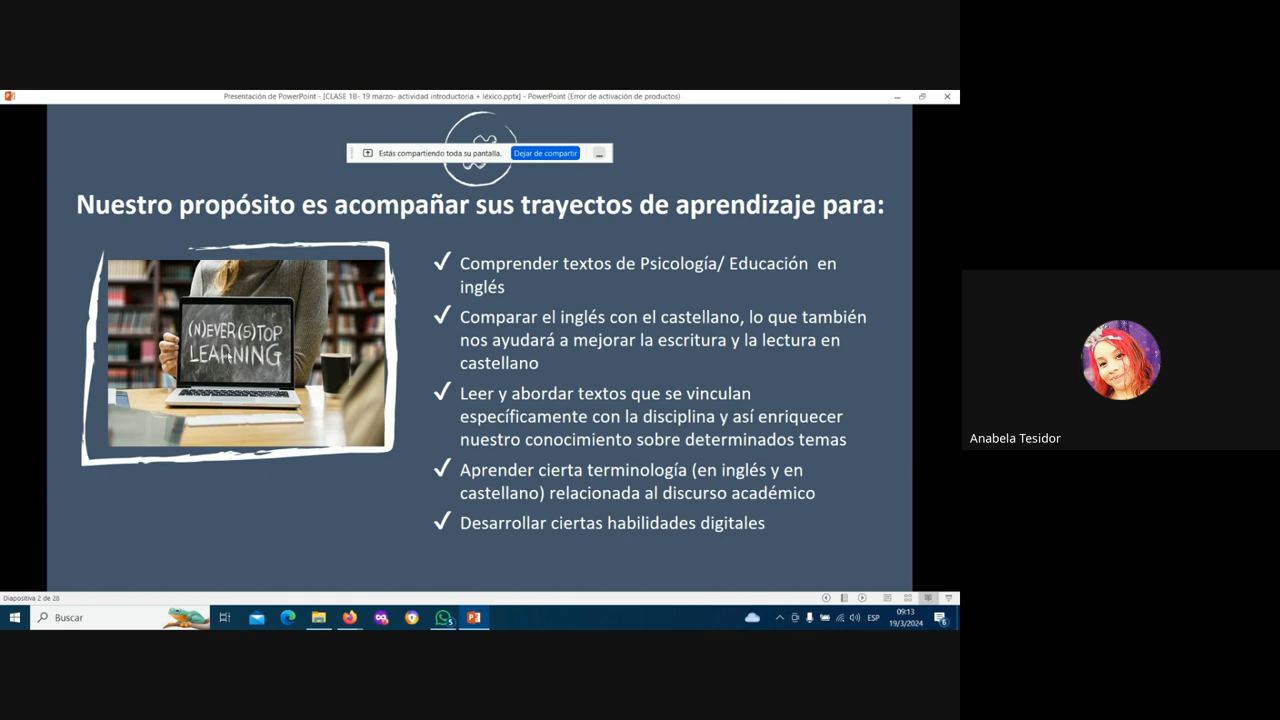 Presentación de PowerPoint - [CLASE 1B- 19 marzo- actividad introductoria + léxico.pptx] - PowerPoint (Error de activación de productos)
Estás compartiendo toda su pantalla.
Dejar de compartir
Nuestro propósito es acompañar sus trayectos de aprendizaje para:
(N)EVER (S)TOP
LEARNING
✓ Comprender textos de Psicología/ Educación en
inglés
✓ Comparar el inglés con el castellano, lo que también
nos ayudará a mejorar la escritura y la lectura en
castellano
✓ Leer y abordar textos que se vinculan
específicamente con la disciplina y así enriquecer
nuestro conocimiento sobre determinados temas
✓ Aprender cierta terminología (en inglés y en
castellano) relacionada al discurso académico
✓ Desarrollar ciertas habilidades digitales
Anabela Tesidor
Diapositiva 2 de 28
Buscar
5
ESP
09:13
19/3/2024
6